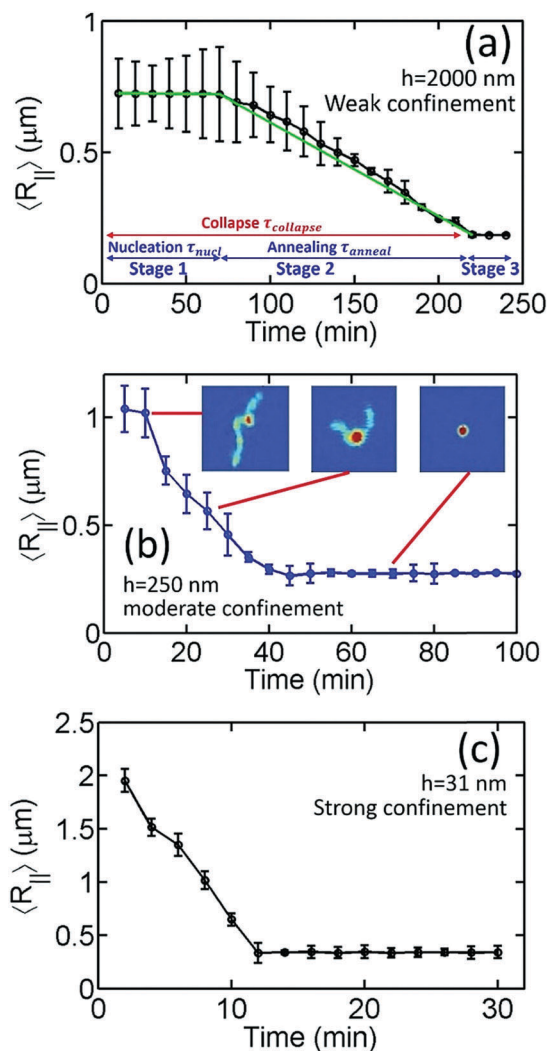 (a)
h=2000 nm
Weak confinement
1
0.5
0
⟨R||⟩ (μm)
Collapse τcollapse
Nucleation τnucl Annealing τanneal
Stage 1 Stage 2 Stage 3
0 50 100 150 200 250
Time (min)
1
0.5
0
⟨R||⟩ (μm)
(b)
h=250 nm
moderate confinement
0 20 40 60 80 100
Time (min)
2.5
2
1.5
1
0.5
0
⟨R||⟩ (μm)
(c)
h=31 nm
Strong confinement
0 10 20 30
Time (min)